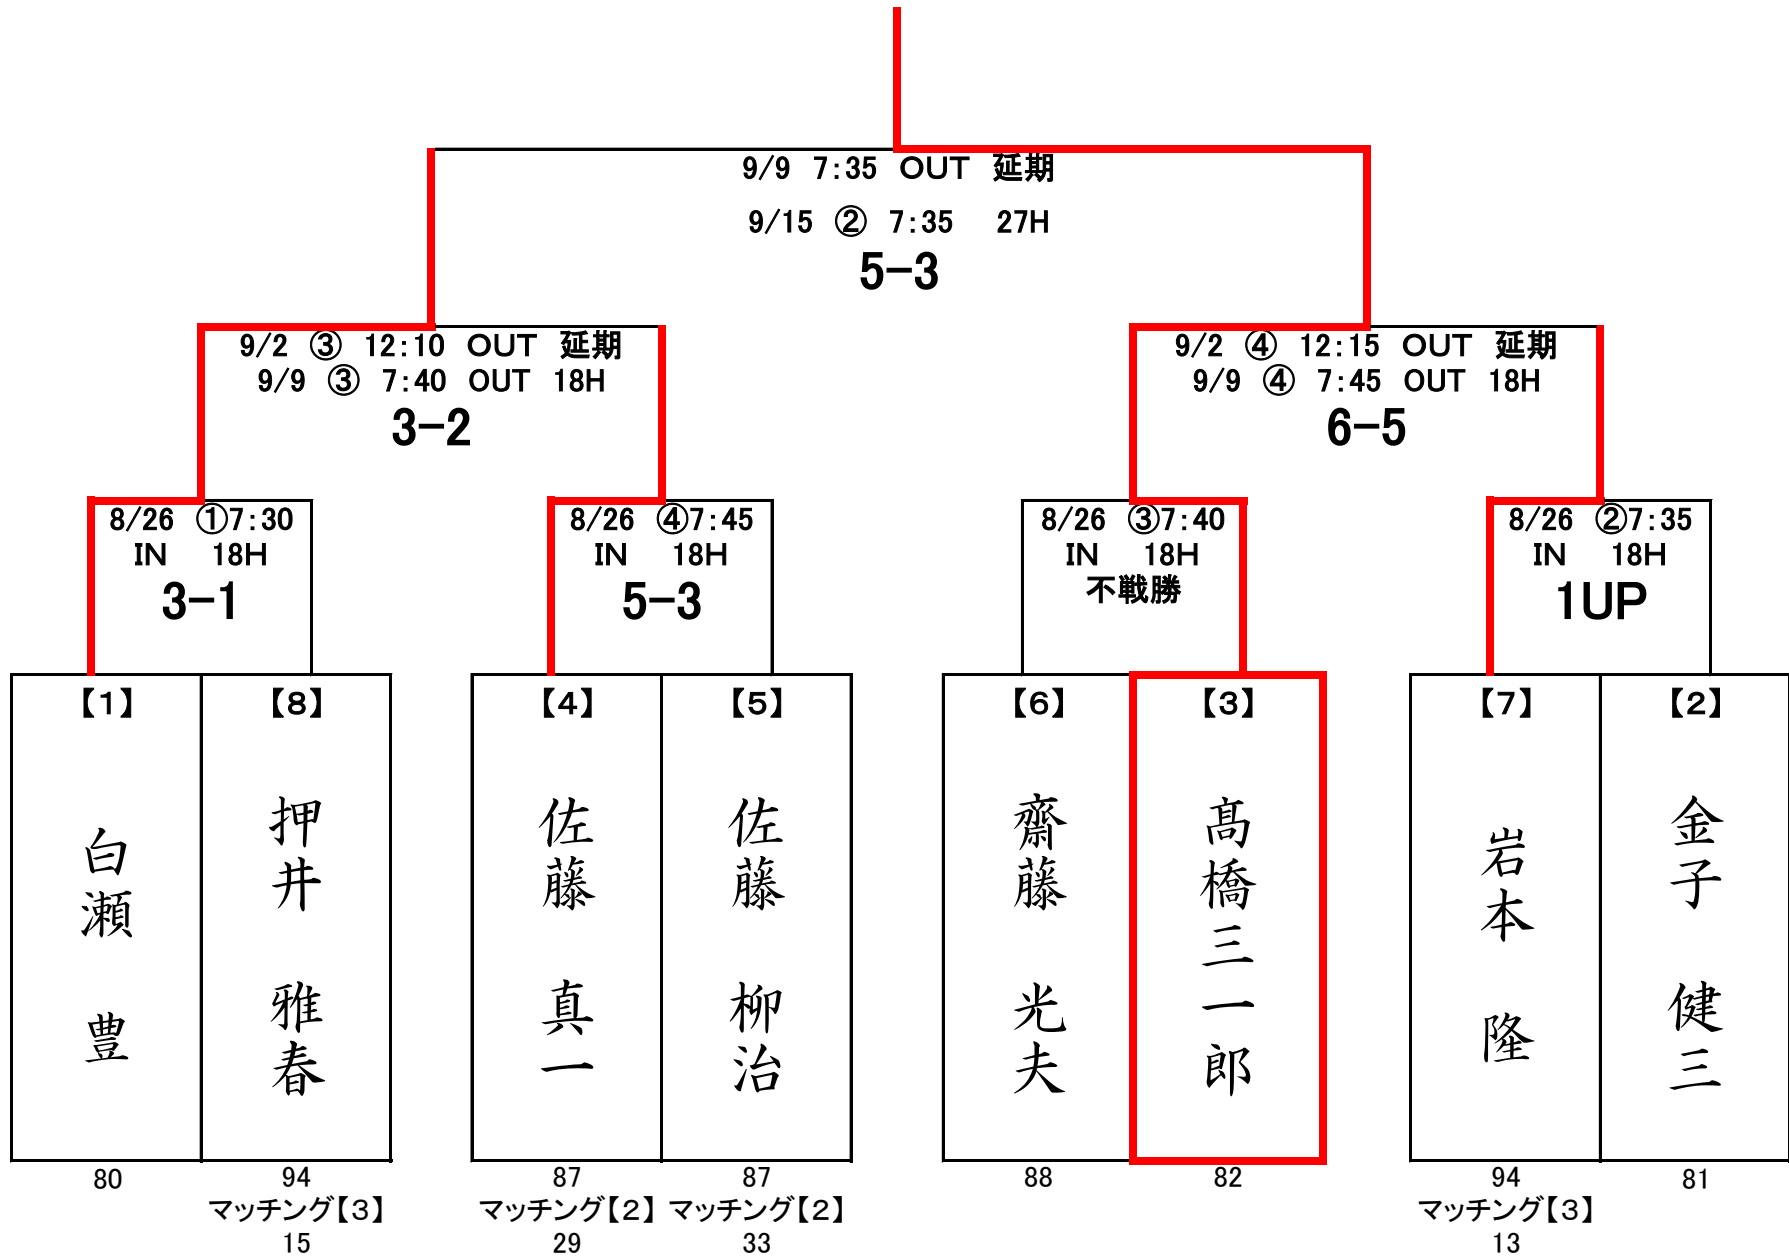 9/9 7:35 OUT 延期
9/15 ② 7:35 27H
5-3
9/2 ③ 12:10 OUT 延期
9/9 ③ 7:40 OUT 18H
3-2
9/2 ④ 12:15 OUT 延期
9/9 ④ 7:45 OUT 18H
6-5
8/26 ①7:30
IN 18H
3-1
8/26 ④7:45
IN 18H
5-3
8/26 ③7:40
IN 18H
不戦勝
8/26 ②7:35
IN 18H
1UP
【1】
白瀬 豊
80
【8】
押井 雅春
94
マッチング【3】
15
【4】
佐藤 真一
87
マッチング【2】
29
【5】
佐藤 柳治
87
マッチング【2】
33
【6】
齋藤 光夫
88
【3】
髙橋三一郎
82
【7】
岩本 隆
94
マッチング【3】
13
【2】
金子 健三
81